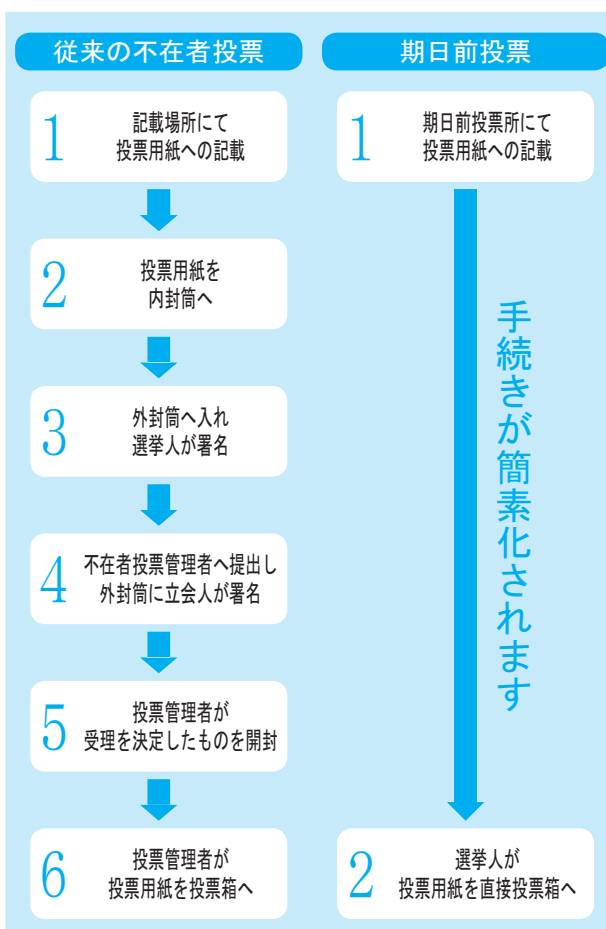 従来の不在者投票
1
記載場所にて
投票用紙への記載
2
投票用紙を
内封筒へ
3
外封筒へ入れ
選挙人が署名
4
不在者投票管理者へ提出し
外封筒に立会人が署名
5
投票管理者が
受理を決定したものを開封
6
投票管理者が
投票用紙を投票箱へ
期日前投票
1
期日前投票所にて
投票用紙への記載
手続きが簡素化されます
2
選挙人が
投票用紙を直接投票箱へ